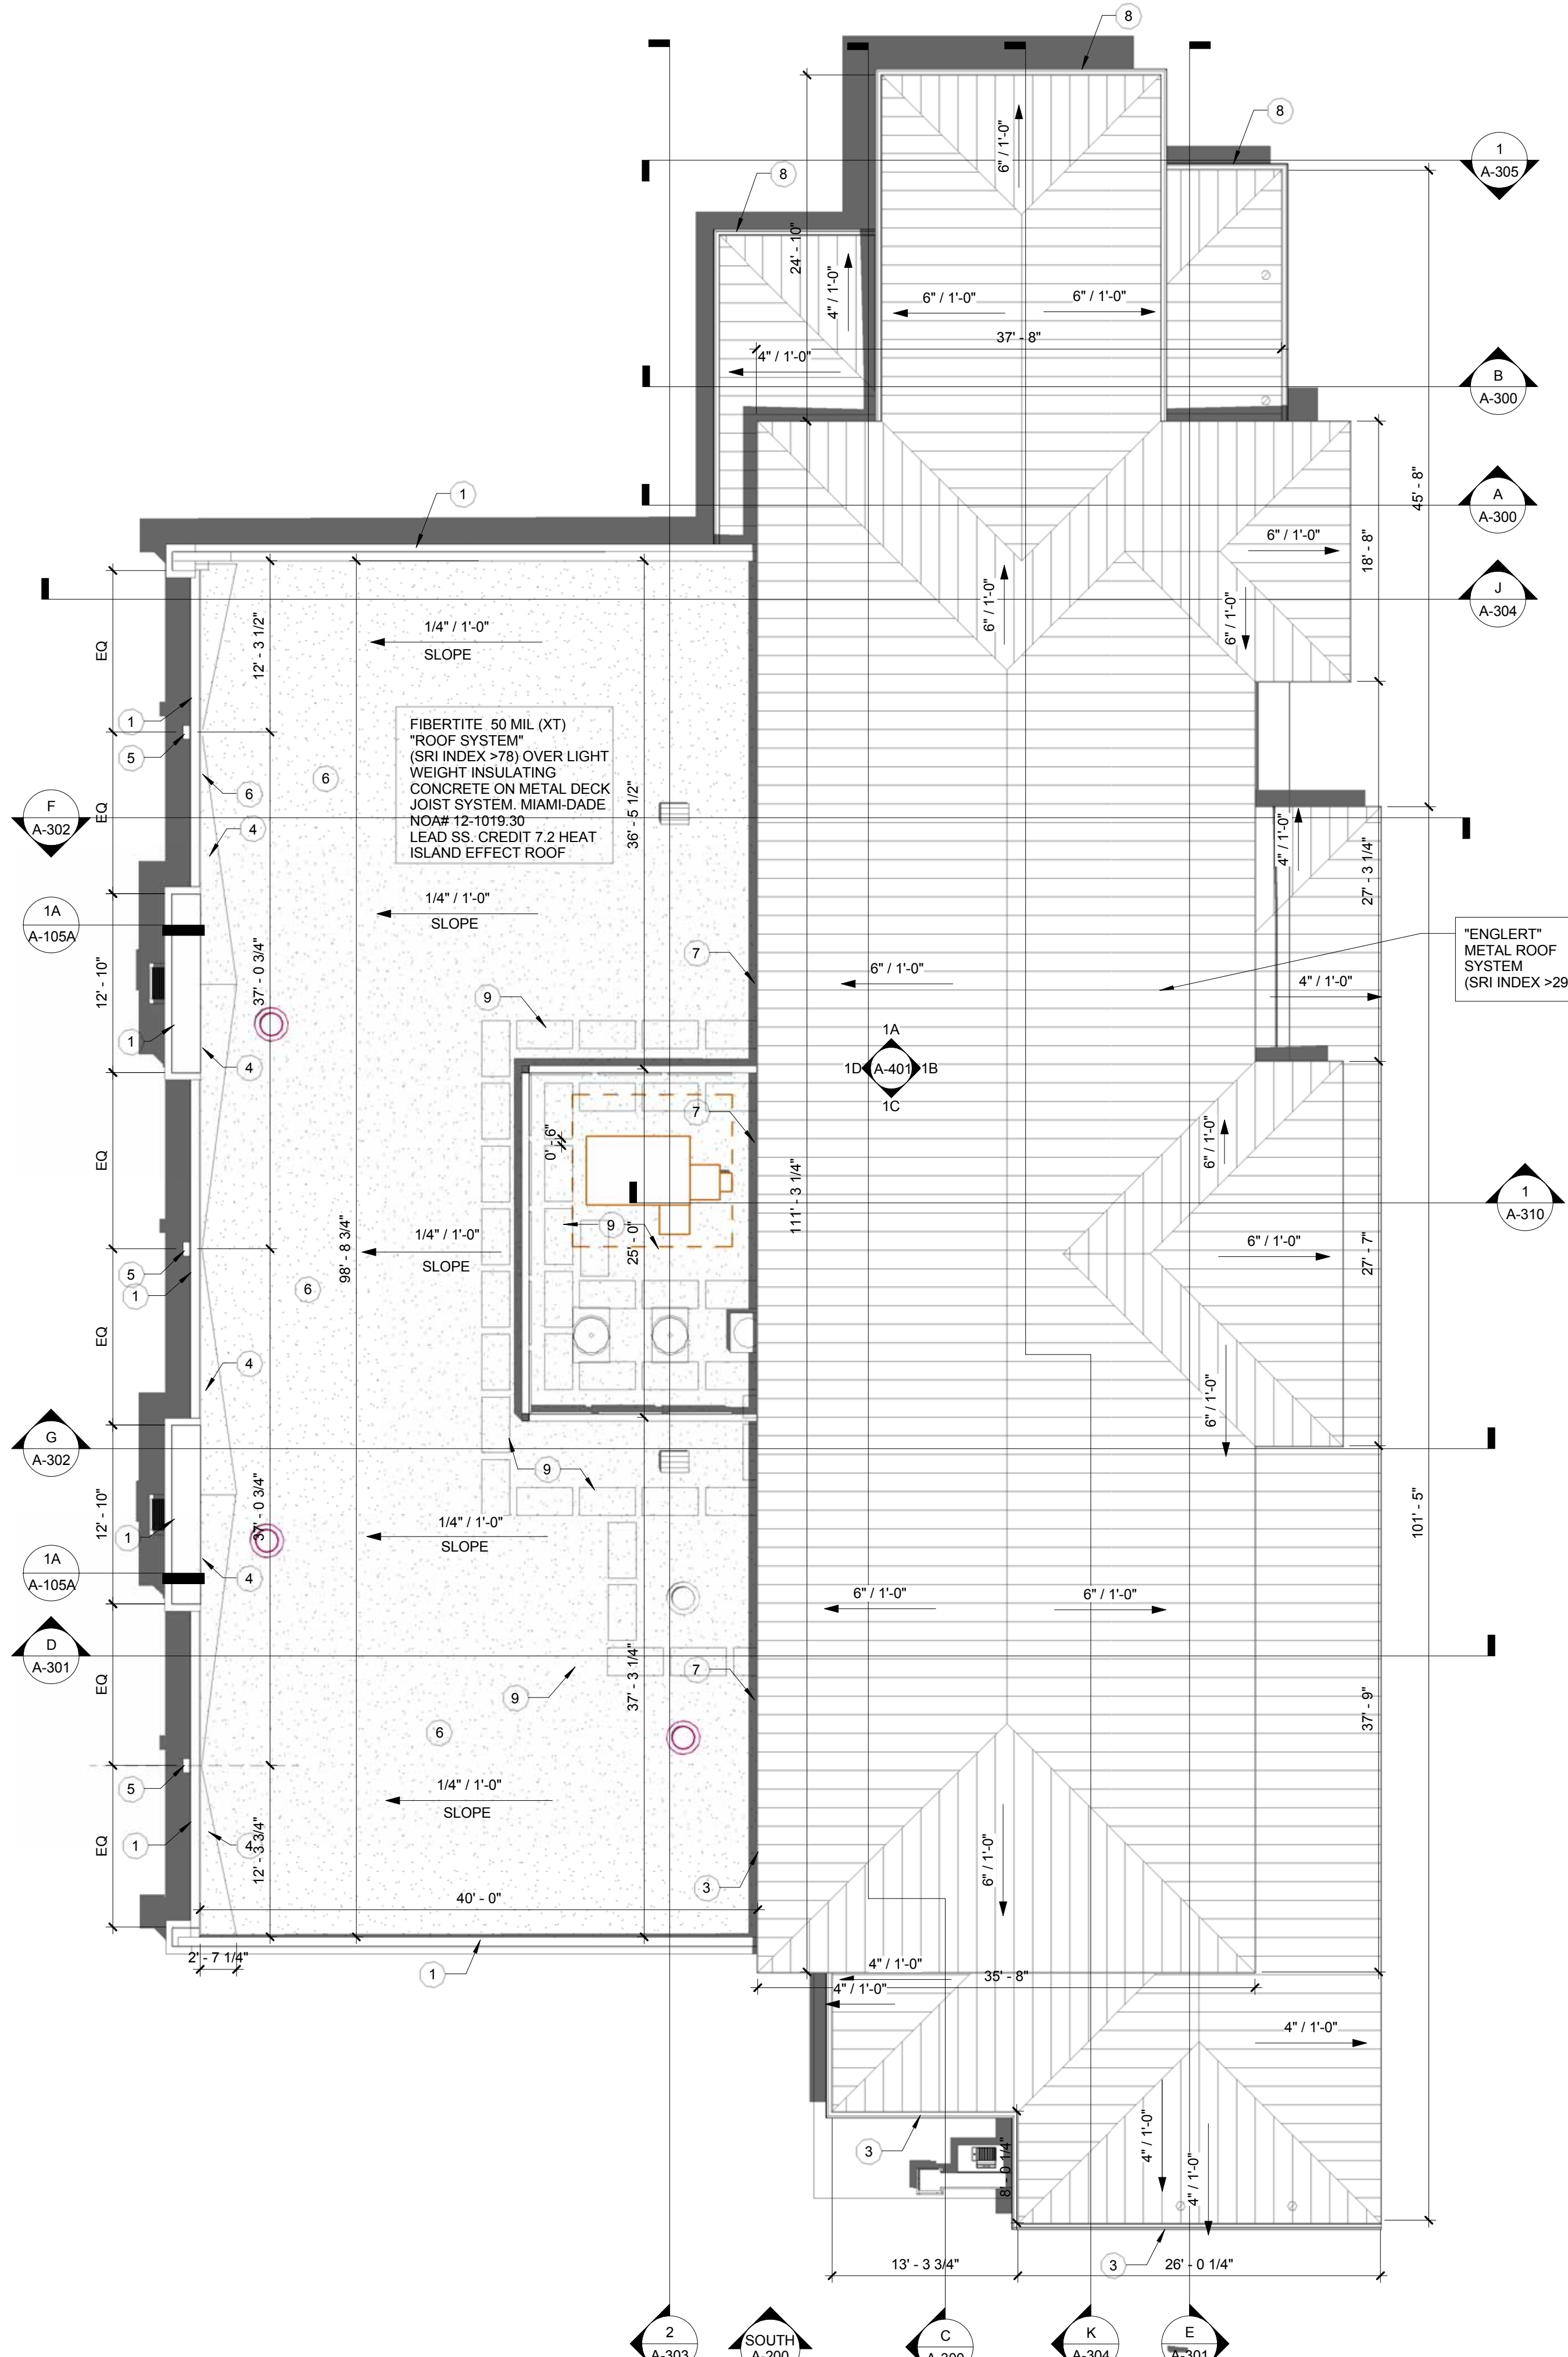 8
8
1
A-305
8
24' - 10"
6" / 1'-0"
4" / 1'-0"
6" / 1'-0"
6" / 1'-0"
37' - 8"
4" / 1'-0"
B
A-300
1
45' - 8"
A
A-300
6" / 1'-0"
18' - 8"
J
A-304
EQ
12' - 3 1/2"
1/4" / 1'-0"
SLOPE
6" / 1'-0"
6" / 1'-0"
1
5
FIBERTITE 50 MIL (XT)
"ROOF SYSTEM"
(SRI INDEX >78) OVER LIGHT
WEIGHT INSULATING
CONCRETE ON METAL DECK
JOIST SYSTEM. MIAMI-DADE
NOA# 12-1019.30
LEAD SS. CREDIT 7.2 HEAT
ISLAND EFFECT ROOF
6
6
36' - 5 1/2"
F
A-302
EQ
4
4" / 1'-0"
27' - 3 1/4"
1A
A-105A
1/4" / 1'-0"
SLOPE
7
"ENGLERT"
METAL ROOF
SYSTEM
(SRI INDEX >29
12' - 10"
37' - 0 3/4"
9
6" / 1'-0"
4" / 1'-0"
1
4
1A
1D
A-401
1B
1C
7
EQ
0' - 6"
111' - 3 1/4"
6" / 1'-0"
1
A-310
98' - 8 3/4"
1/4" / 1'-0"
SLOPE
9
25' - 0"
6" / 1'-0"
27' - 7"
5
1
6
EQ
4
6" / 1'-0"
G
A-302
9
12' - 10"
37' - 0 3/4"
1/4" / 1'-0"
SLOPE
101' - 5"
1
1A
A-105A
4
6" / 1'-0"
6" / 1'-0"
D
A-301
EQ
37' - 3 1/4"
7
9
6
37' - 9"
5
1/4" / 1'-0"
SLOPE
EQ
1
4
12' - 3 3/4"
6" / 1'-0"
3
40' - 0"
2' - 7 1/4"
1
4" / 1'-0"
35' - 8"
4" / 1'-0"
4" / 1'-0"
3
8' - 0 1/4"
4" / 1'-0"
4" / 1'-0"
13' - 3 3/4"
3
26' - 0 1/4"
2
A-303
SOUTH
A-200
C
K
A-304
E
A-301